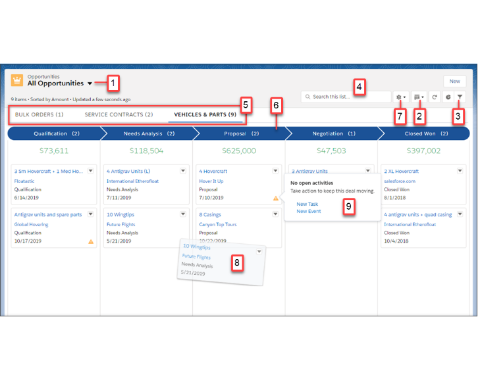 Opportunities
All Opportunities
1
New
9 items • Sorted by Amount • Updated a few seconds ago
Search this list...
4
5
6
7
2
3
BULK ORDERS (1) SERVICE CONTRACTS (2) VEHICLES & PARTS (9)
Qualification (2) Needs Analysis (2) Proposal (2) Negotiation (1) Closed Won (2)
$73,611 $118,504 $625,000 $47,503 $397,002
3 Sim Hovercraft + 1 Med Ho...
Qualification
6/14/2019
Antigrav units and spare parts
Global Hovering
Qualification
10/17/2019
4 Antigrav Units (L)
International Etherofleat
Needs Analysis
7/11/2019
10 Wingtips
Future Flights
Needs Analysis
5/21/2019
4 Hovercraft
Hover It Up
Proposal
7/10/2019
8 Casings
Canyon Top Tours
Proposal
10/22/2019
3 Antigrav Units
No open activities
Take action to keep this deal moving
New Task
New Event
9
2 XL Hovercraft
salesforce.com
Closed Won
8/1/2019
4 antigrav units + quad casing
International Etherofleat
Closed Won
10/4/2018
10 Wingtips
Future Flights
Needs Analysis
5/21/2019
8